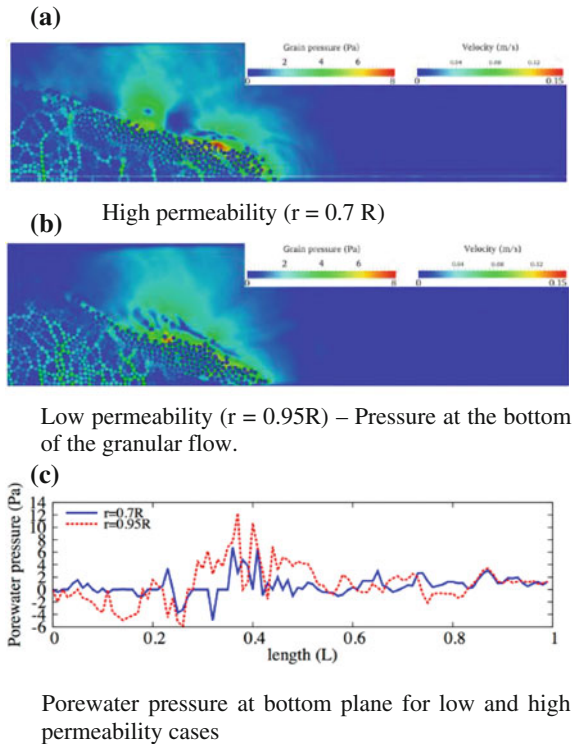 (a)
Grain pressure (Pa)
2 4 6
0 8
Velocity (m/s)
0.04 0.08 0.12
0 0.15
High permeability (r = 0.7 R)
(b)
Grain pressure (Pa)
2 4 6
0 8
Velocity (m/s)
0.04 0.08 0.12
0 0.15
Low permeability (r = 0.95R) – Pressure at the bottom
of the granular flow.
(c)
Porewater pressure (Pa)
14
12
10
8
6
4
2
0
-2
-4
-6
r=0.7R
r=0.95R
0 0.2 0.4 0.6 0.8 1
length (L)
Porewater pressure at bottom plane for low and high
permeability cases